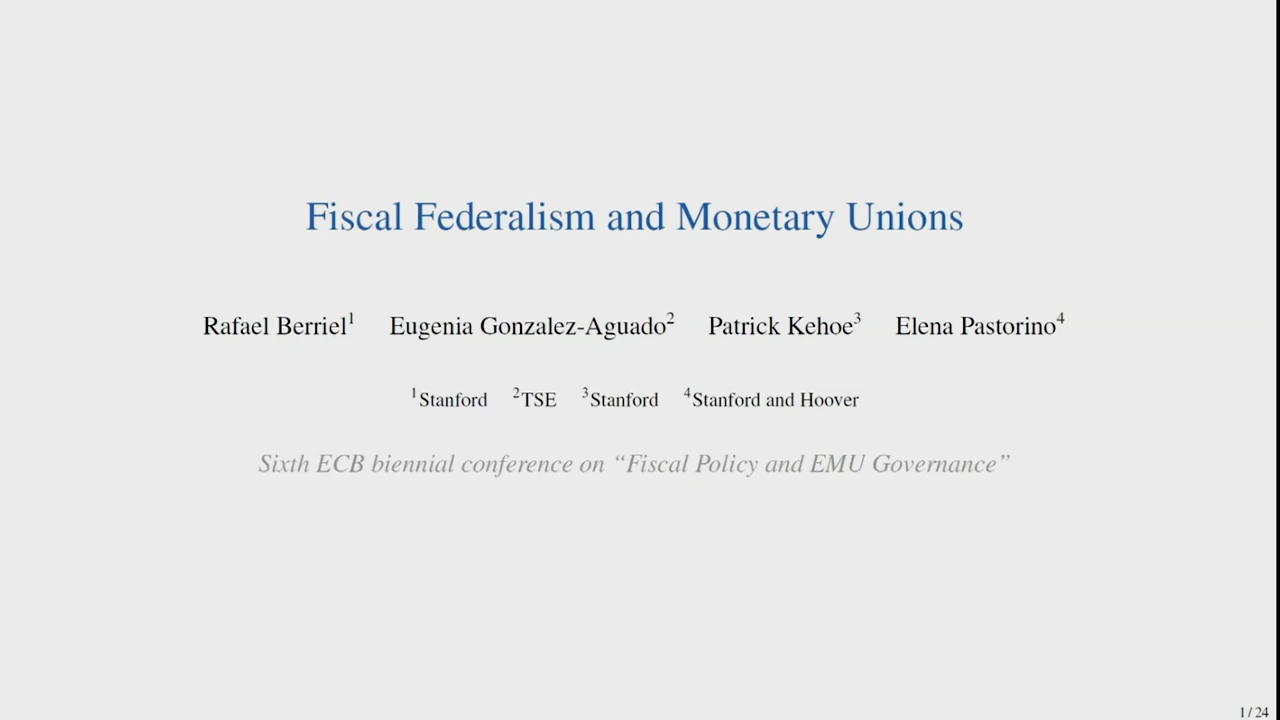 Fiscal Federalism and Monetary Unions
Rafael Berriel¹ Eugenia Gonzalez-Aguado² Patrick Kehoe³ Elena Pastorino⁴
¹Stanford ²TSE ³Stanford ⁴Stanford and Hoover
Sixth ECB biennial conference on “Fiscal Policy and EMU Governance”
1 / 24